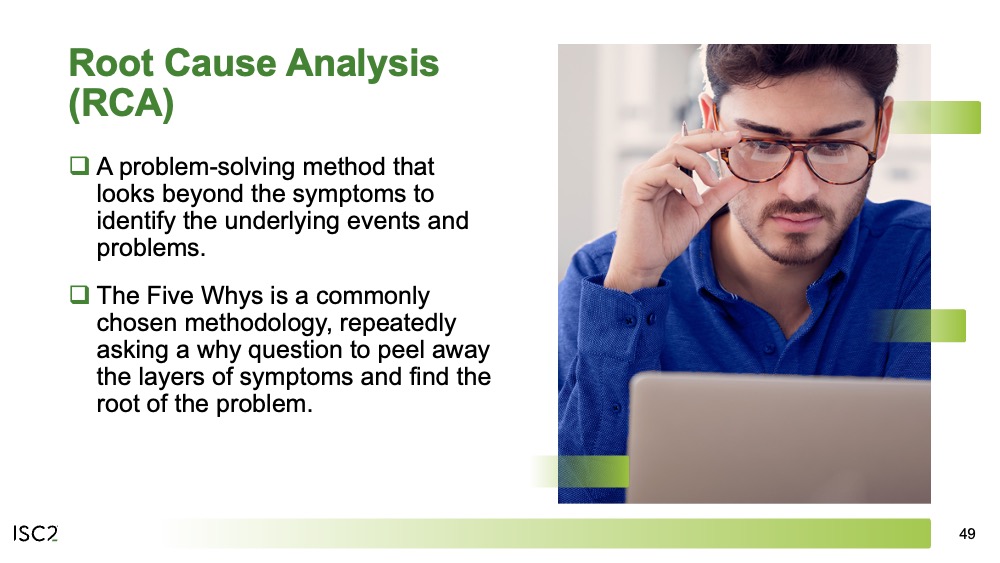 Root Cause Analysis
(RCA)
A problem-solving method that
looks beyond the symptoms to
identify the underlying events and
problems.
The Five Whys is a commonly
chosen methodology, repeatedly
asking a why question to peel away
the layers of symptoms and find the
root of the problem.
ISC2
49